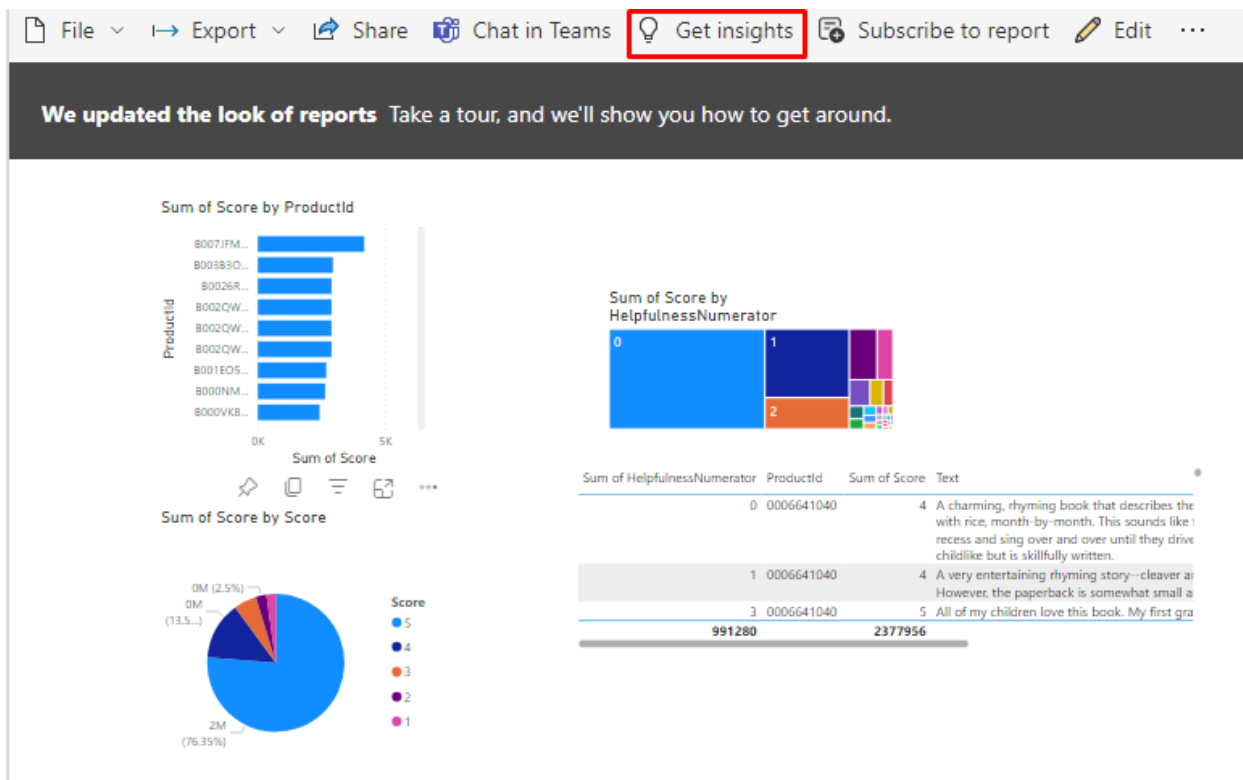 File Export Share Chat in Teams Get insights Subscribe to report Edit ...
We updated the look of reports Take a tour, and we'll show you how to get around.
Sum of Score by ProductId
ProductId
B007JFM...
B003B3O...
B0026R...
B002QW...
B002QW...
B002QW...
B001EO5...
B000NM...
B000VK8...
0K 5K
Sum of Score
Sum of Score by
HelpfulnessNumerator
0
1
2
Sum of HelpfulnessNumerator ProductId Sum of Score Text
0 0006641040 4 A charming, rhyming book that describes the
with rice, month-by-month. This sounds like
recess and sing over and over until they drive
childlike but is skillfully written.
1 0006641040 4 A very entertaining rhyming story--cleaver
However, the paperback is somewhat small
3 0006641040 5 All of my children love this book. My first
991280 2377956
Sum of Score by Score
0M (2.5%)
0M
(13.5...)
2M
(76.35%)
Score
5
4
3
2
1